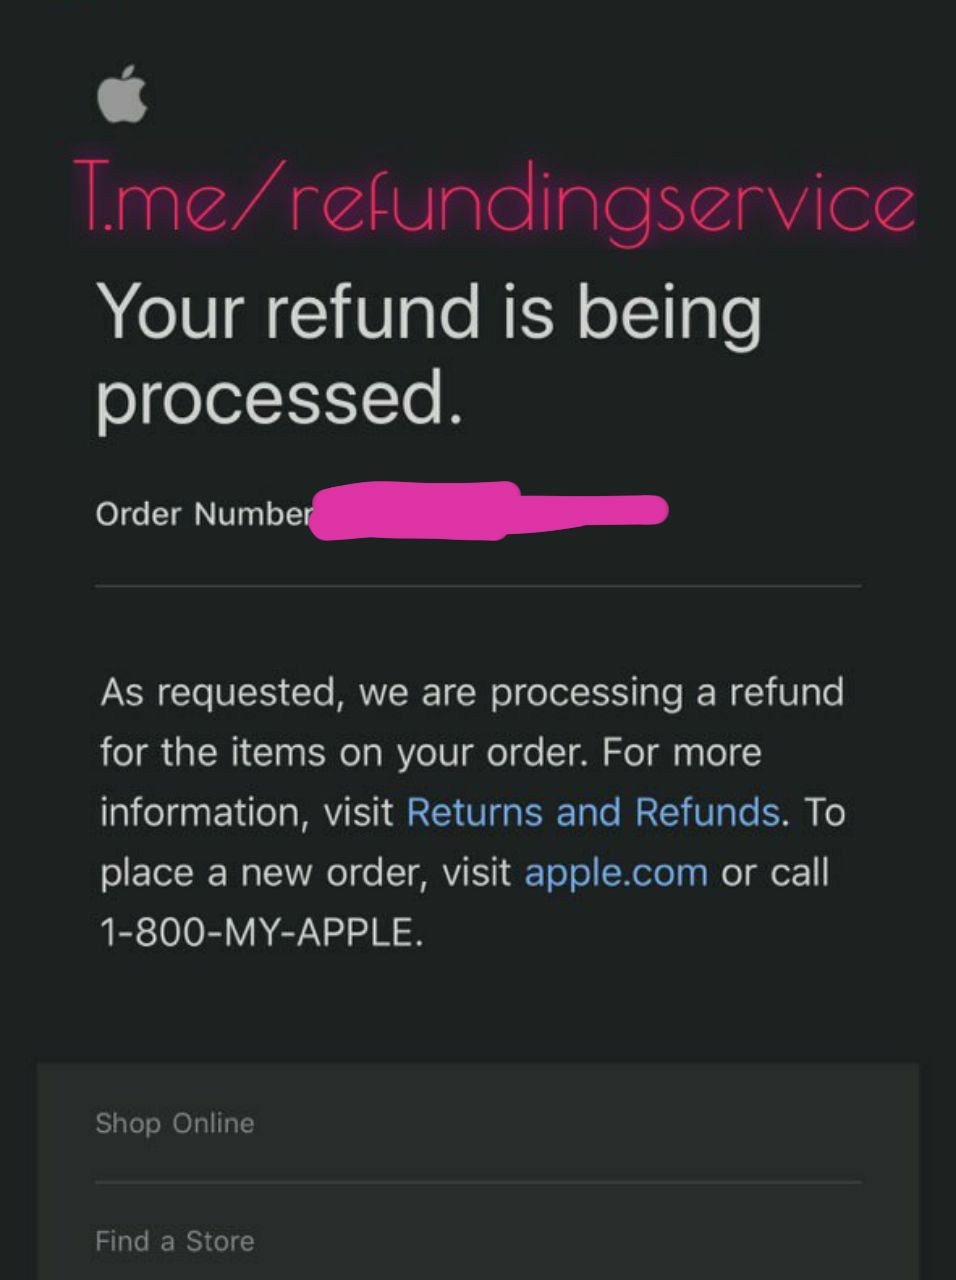 T.me/refundingservice
Your refund is being
processed.
Order Number
As requested, we are processing a refund
for the items on your order. For more
information, visit Returns and Refunds. To
place a new order, visit apple.com or call
1-800-MY-APPLE.
Shop Online
Find a Store